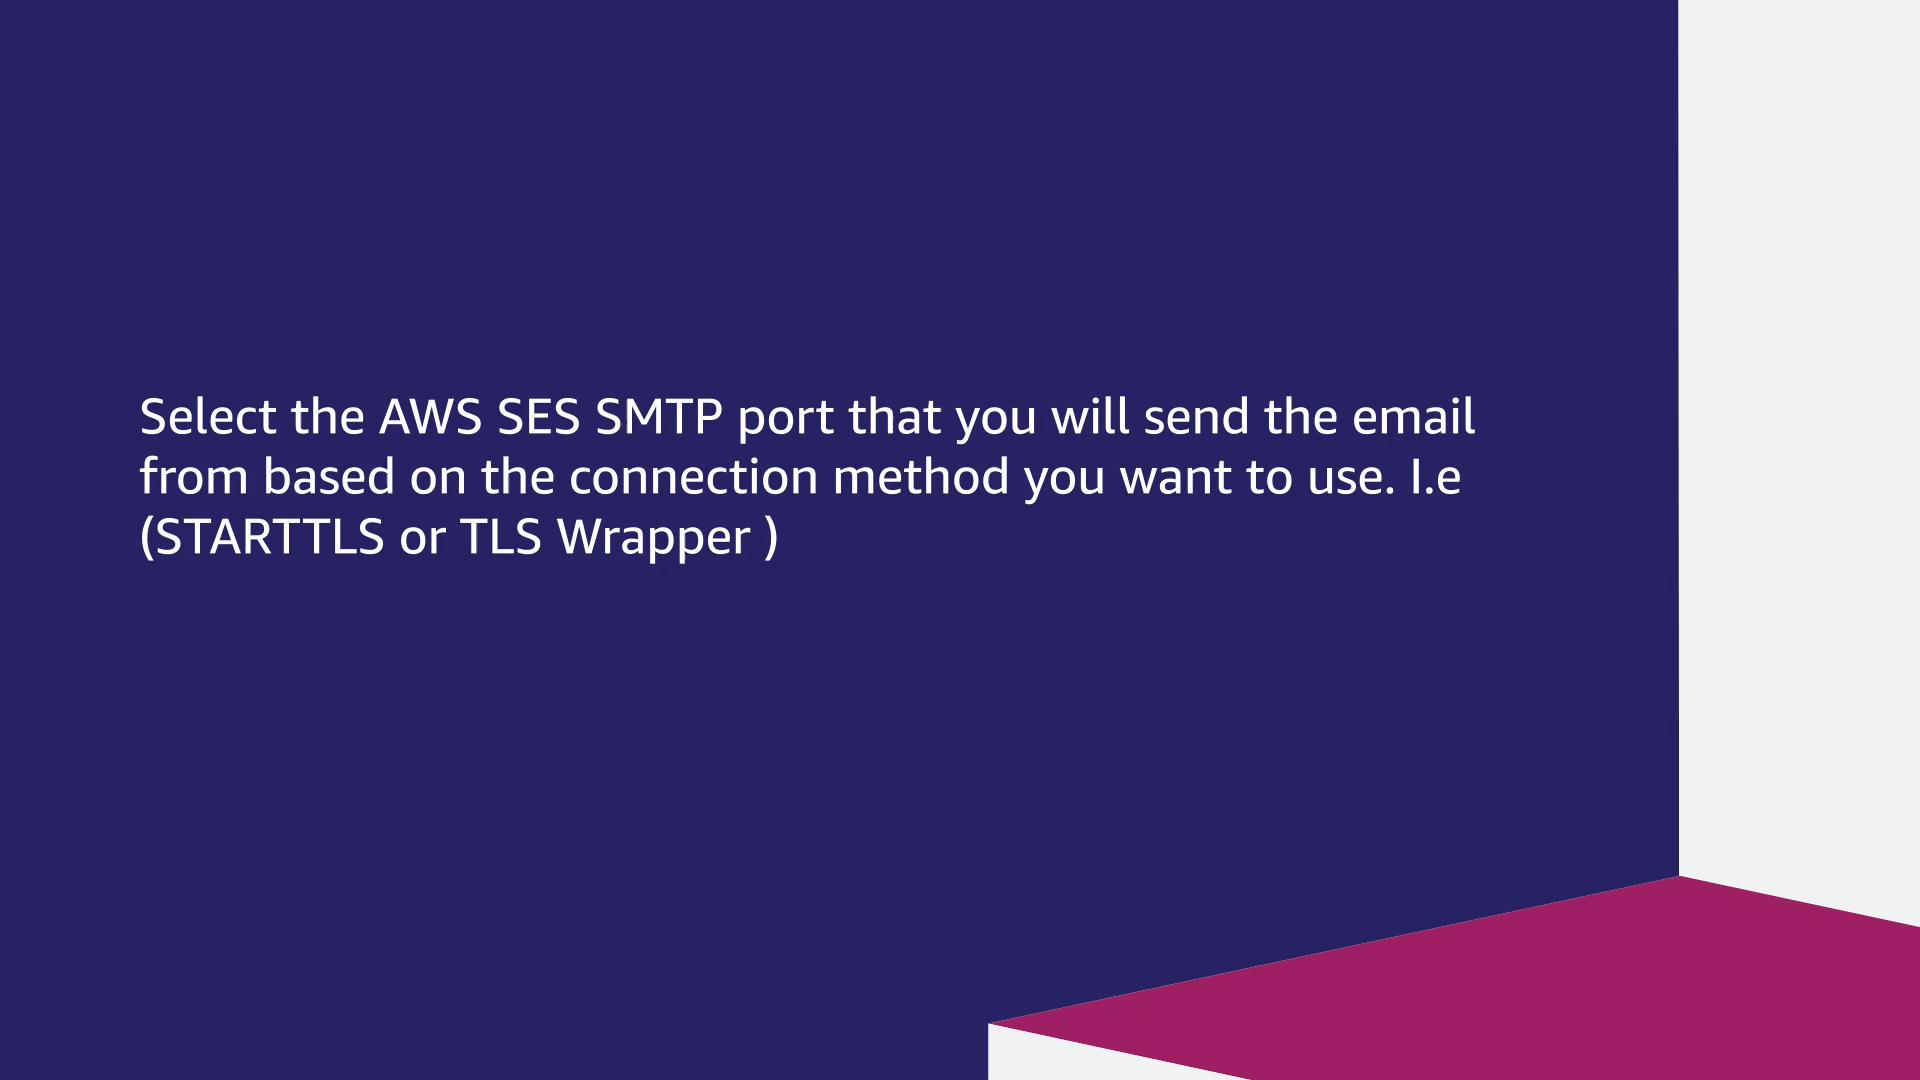 Select the AWS SES SMTP port that you will send the email
from based on the connection method you want to use. I.e
(STARTTLS or TLS Wrapper )